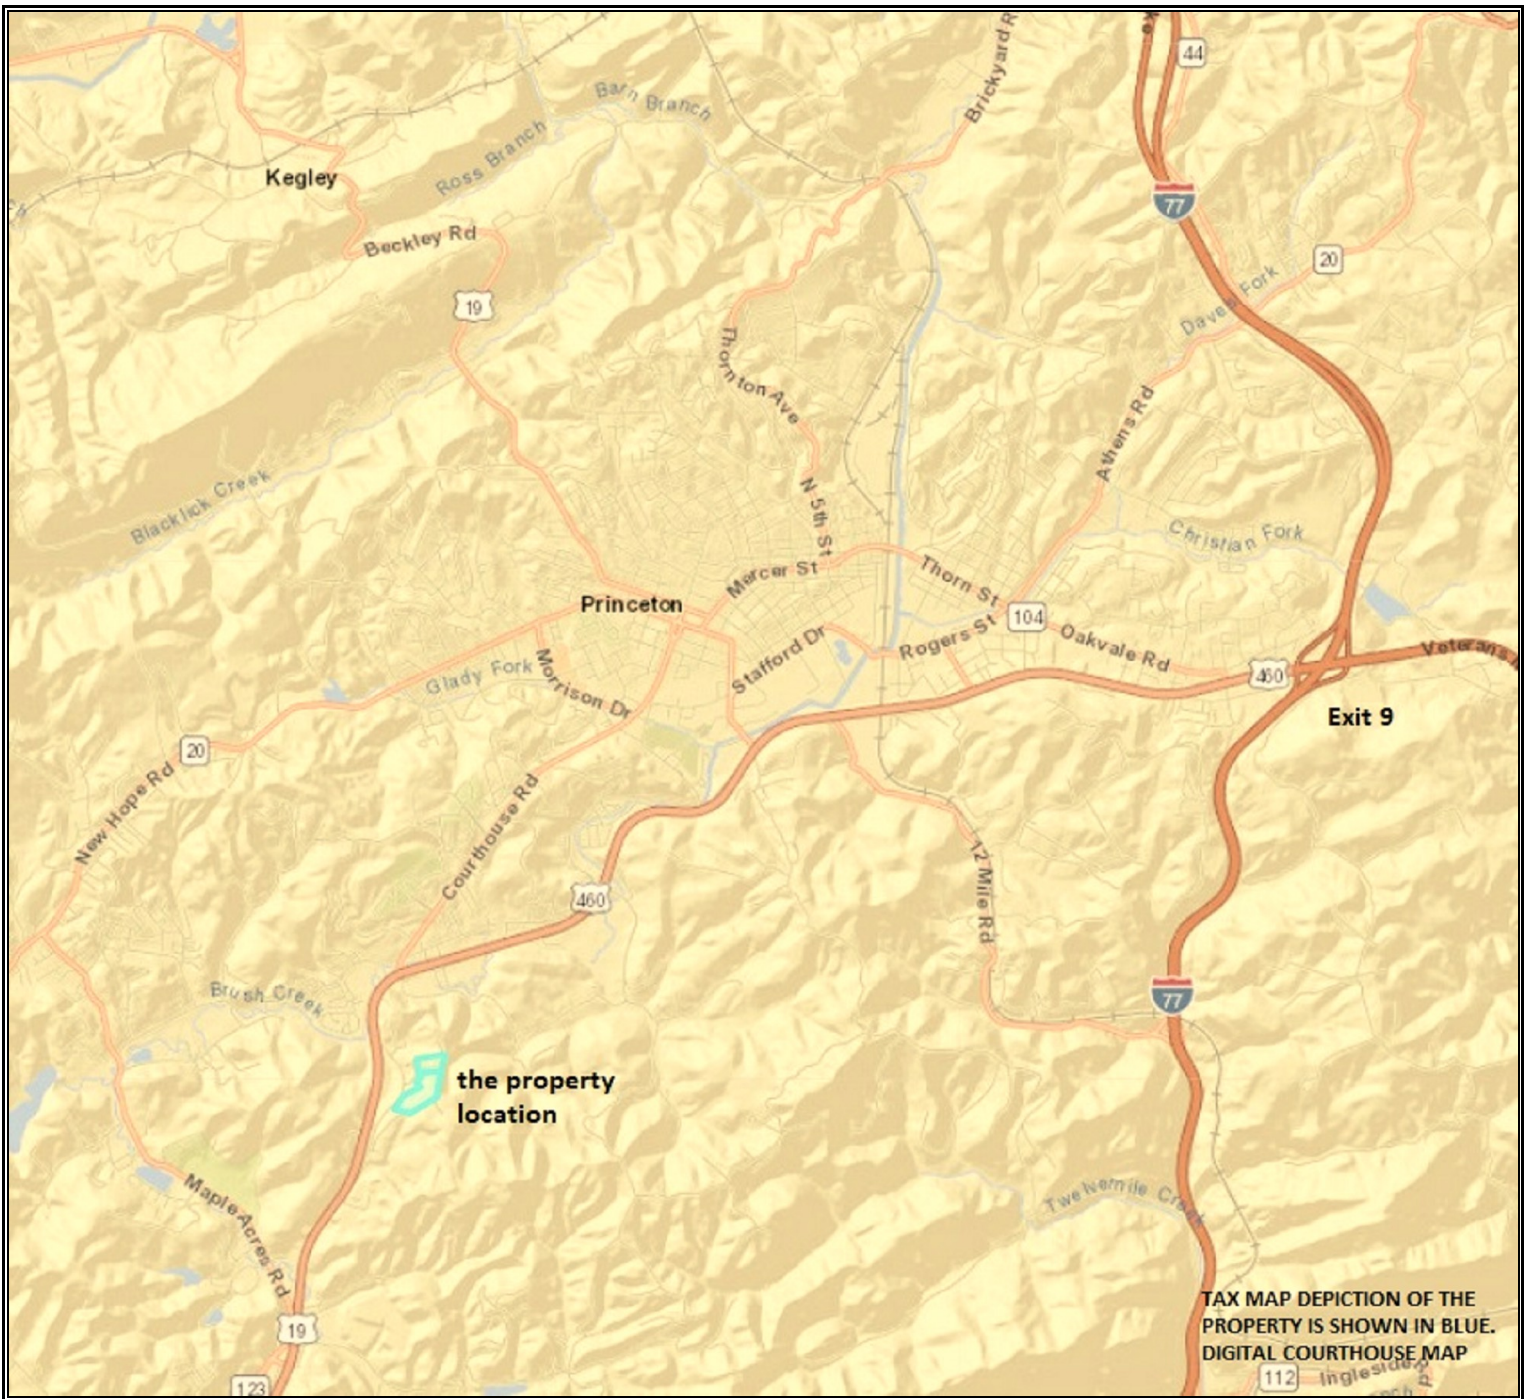 44
Brickyard R
Barn Branch
Ross Branch
Kegley
77
Beckley Rd
20
Daves Fork
19
Thornton Ave
Athens Rd
Blacklick Creek
N 5th St
Christian Fork
Mercer St
Thorn St
Princeton
104
Rogers St
Oakvale Rd
Stafford Dr
Veterans
Glady Fork
Morrison Dr
460
Exit 9
20
New Hope Rd
Courthouse Rd
12 Mile Rd
460
Brush Creek
77
the property
location
Twelvemile Creek
Maple Acres Rd
TAX MAP DEPICTION OF THE
PROPERTY IS SHOWN IN BLUE.
DIGITAL COURTHOUSE MAP
19
112
Ingleside
123